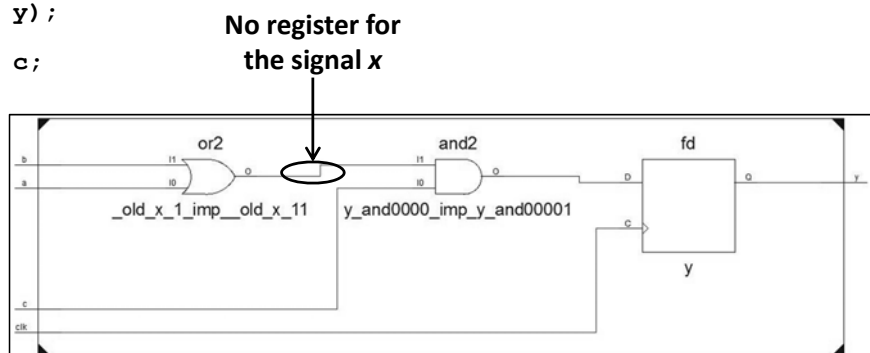 y);
c;
No register for
the signal x
or2
and2
fd
b
I1
O
a
I0
_old_x_1_imp__old_x_11
I1
O
I0
y_and0000_imp_y_and00001
D
Q
y
C
y
c
clk